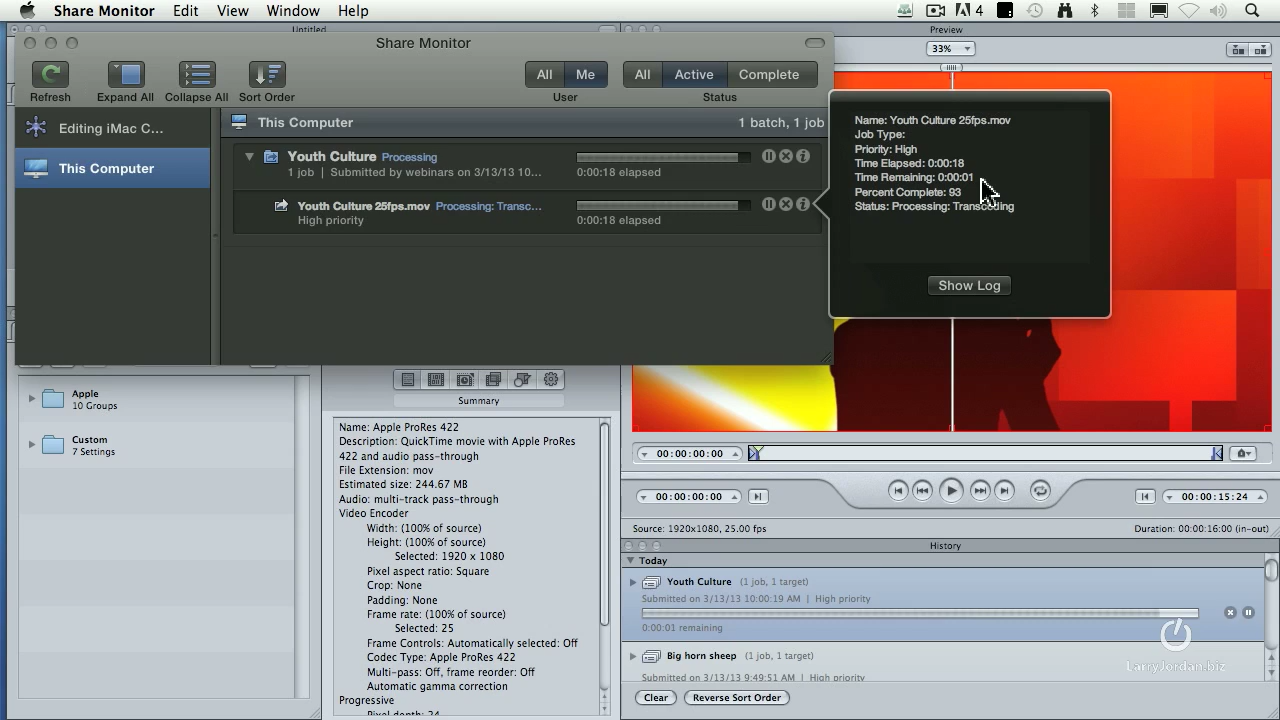 Share Monitor Edit View Window Help
4
Untitled
Preview
Share Monitor
33%
Refresh
Expand All
Collapse All
Sort Order
All Me
User
All Active Complete
Status
Editing iMac C...
This Computer
This Computer
1 batch, 1 job
Youth Culture Processing
1 job | Submitted by webinars on 3/13/13 10...
0:00:18 elapsed
Youth Culture 25fps.mov Processing: Transc...
High priority
0:00:18 elapsed
Name: Youth Culture 25fps.mov
Job Type:
Priority: High
Time Elapsed: 0:00:18
Time Remaining: 0:00:01
Percent Complete: 93
Status: Processing: Transcoding
Show Log
Apple
10 Groups
Custom
7 Settings
Summary
Name: Apple ProRes 422
Description: QuickTime movie with Apple ProRes
422 and audio pass-through
File Extension: mov
Estimated size: 244.67 MB
Audio: multi-track pass-through
Video Encoder
Width: (100% of source)
Height: (100% of source)
Selected: 1920 x 1080
Pixel aspect ratio: Square
Crop: None
Padding: None
Frame rate: (100% of source)
Selected: 25
Frame Controls: Automatically selected: Off
Codec Type: Apple ProRes 422
Multi-pass: Off, frame reorder: Off
Automatic gamma correction
Progressive
Pixel depth: 24
00:00:00:00
00:00:00:00
00:00:15:24
Source: 1920x1080, 25.00 fps
Duration: 00:00:16:00 (in-out)
History
Today
Youth Culture (1 job, 1 target)
Submitted on 3/13/13 10:00:19 AM | High priority
0:00:01 remaining
Big horn sheep (1 job, 1 target)
Submitted on 3/13/13 9:49:51 AM | High priority
LarryJordan.biz
Clear
Reverse Sort Order